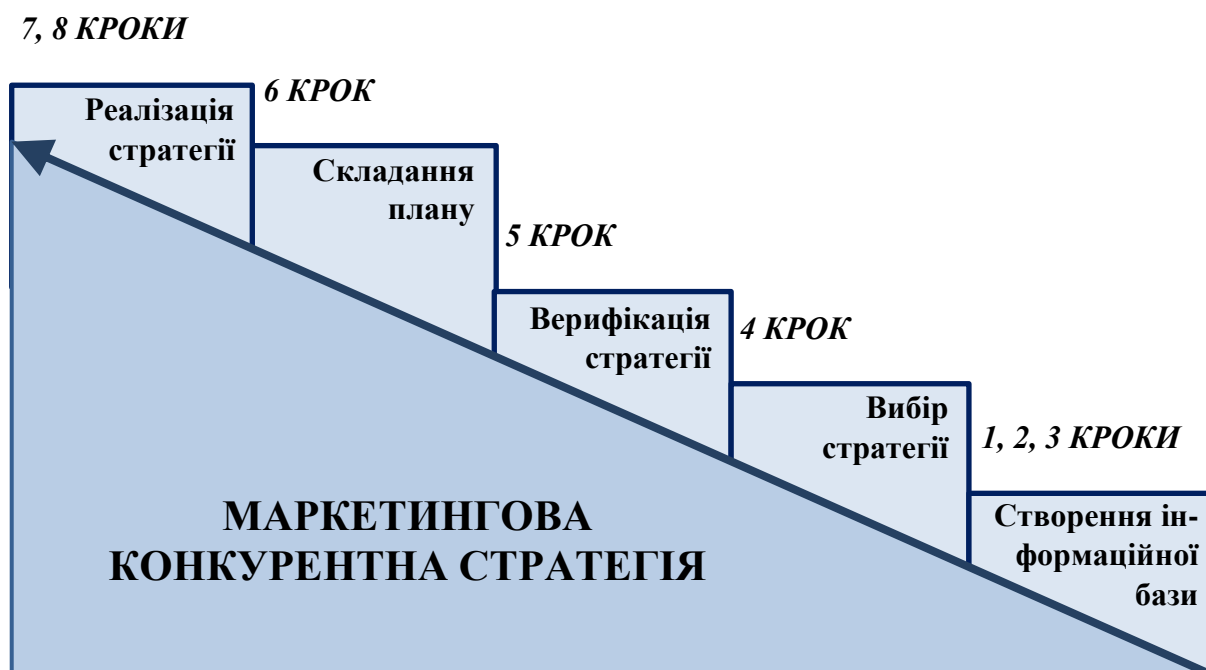 7, 8 КРОКИ
Реалізація
стратегії
6 КРОК
Складання
плану
5 КРОК
Верифікація
стратегії
4 КРОК
Вибір
стратегії
1, 2, 3 КРОКИ
Створення ін-
формаційної
бази
МАРКЕТИНГОВА
КОНКУРЕНТНА СТРАТЕГІЯ